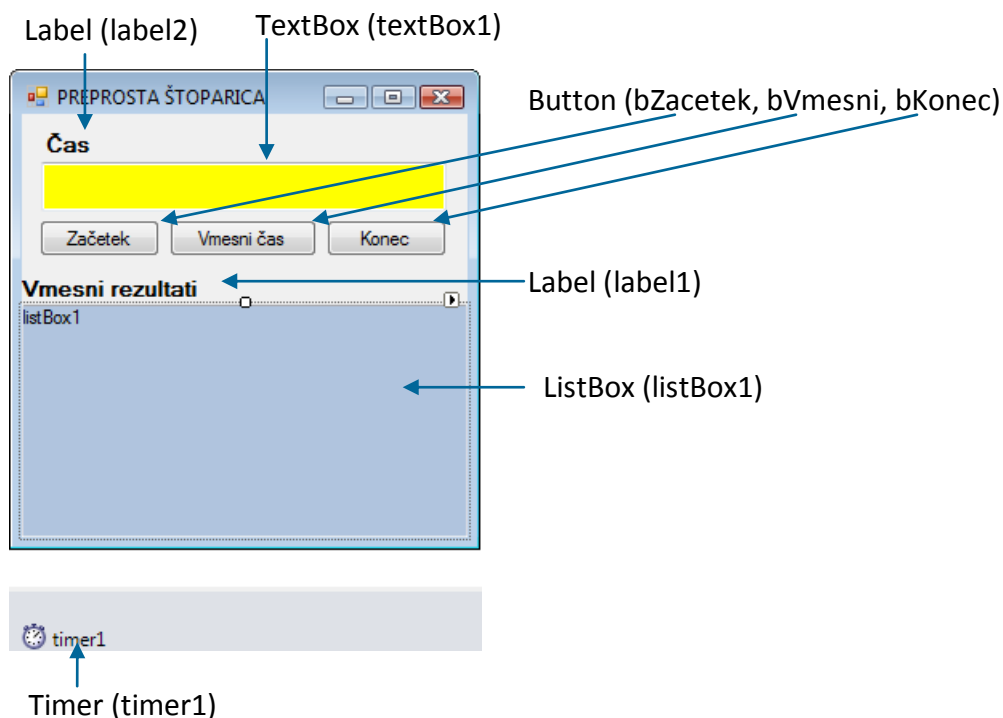 Label (label2)
TextBox (textBox1)
PREPROSTA ŠTOPARICA
Button (bZacetek, bVmesni, bKonec)
Čas
Začetek
Vmesni čas
Konec
Vmesni rezultati
Label (label1)
listBox1
ListBox (listBox1)
timer1
Timer (timer1)